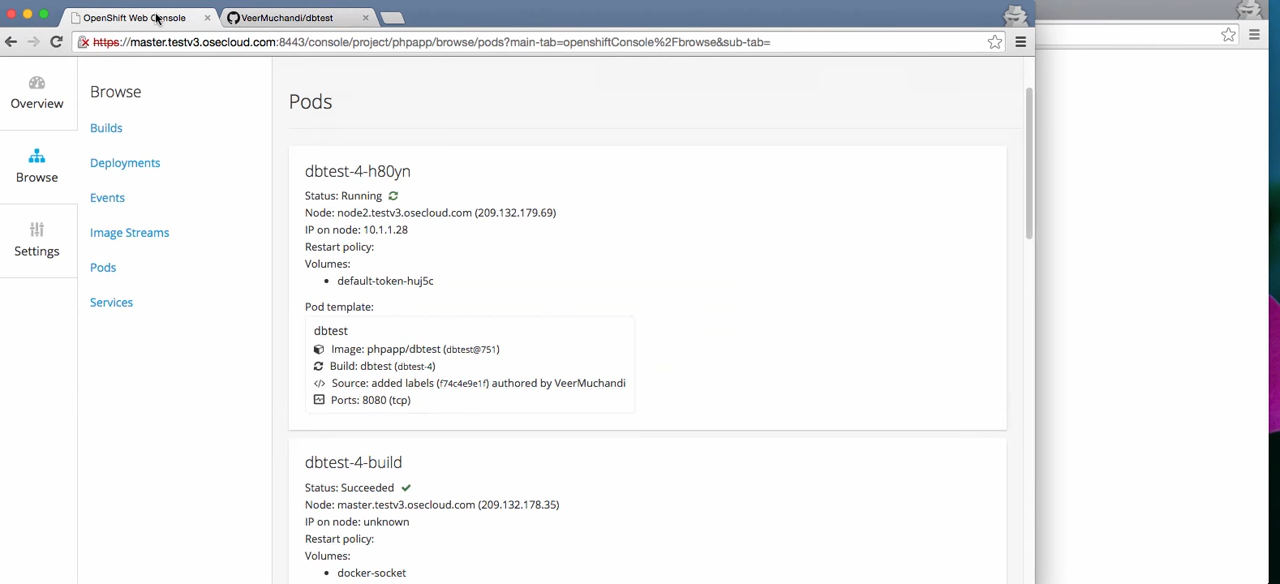 OpenShift Web Console
VeerMuchandi/dbtest
https://master.testv3.osecloud.com:8443/console/project/phpapp/browse/pods?main-tab=openshiftConsole%2Fbrowse&sub-tab=
Overview
Browse
Settings
Browse
Builds
Deployments
Events
Image Streams
Pods
Services
Pods
dbtest-4-h80yn
Status: Running
Node: node2.testv3.osecloud.com (209.132.179.69)
IP on node: 10.1.1.28
Restart policy:
Volumes:
• default-token-huj5c
Pod template:
dbtest
Image: phpapp/dbtest (dbtest@751)
Build: dbtest (dbtest-4)
Source: added labels (f74c4e9e1f) authored by VeerMuchandi
Ports: 8080 (tcp)
dbtest-4-build
Status: Succeeded
Node: master.testv3.osecloud.com (209.132.178.35)
IP on node: unknown
Restart policy:
Volumes:
• docker-socket